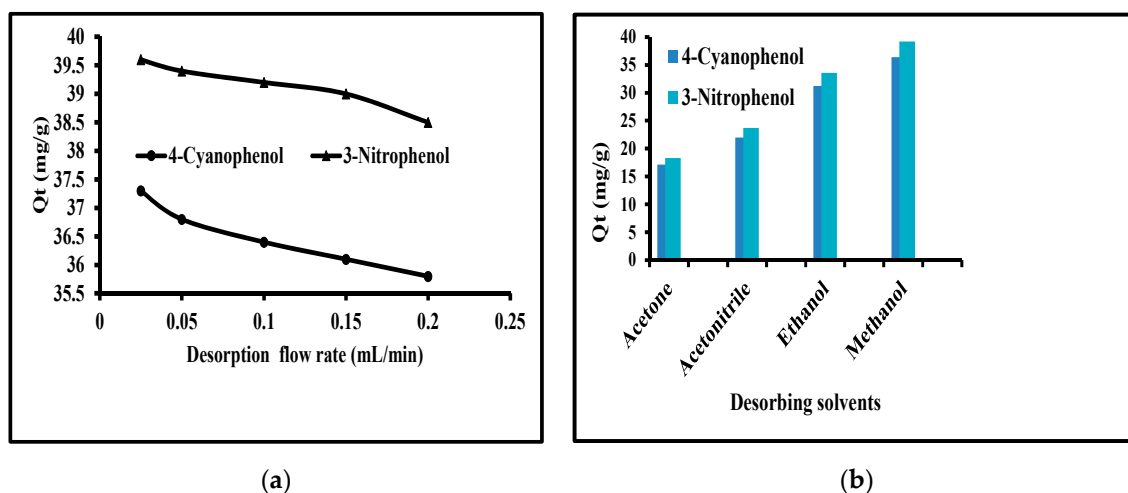 40
39.5
39
38.5
38
37.5
37
36.5
36
35.5
Qt (mg/g)
4-Cyanophenol
3-Nitrophenol
0
0.05
0.1
0.15
0.2
0.25
Desorption flow rate (mL/min)
(a)
40
35
30
25
20
15
10
5
0
Qt (mg/g)
4-Cyanophenol
3-Nitrophenol
Acetone
Acetonitrile
Ethanol
Methanol
Desorbing solvents
(b)